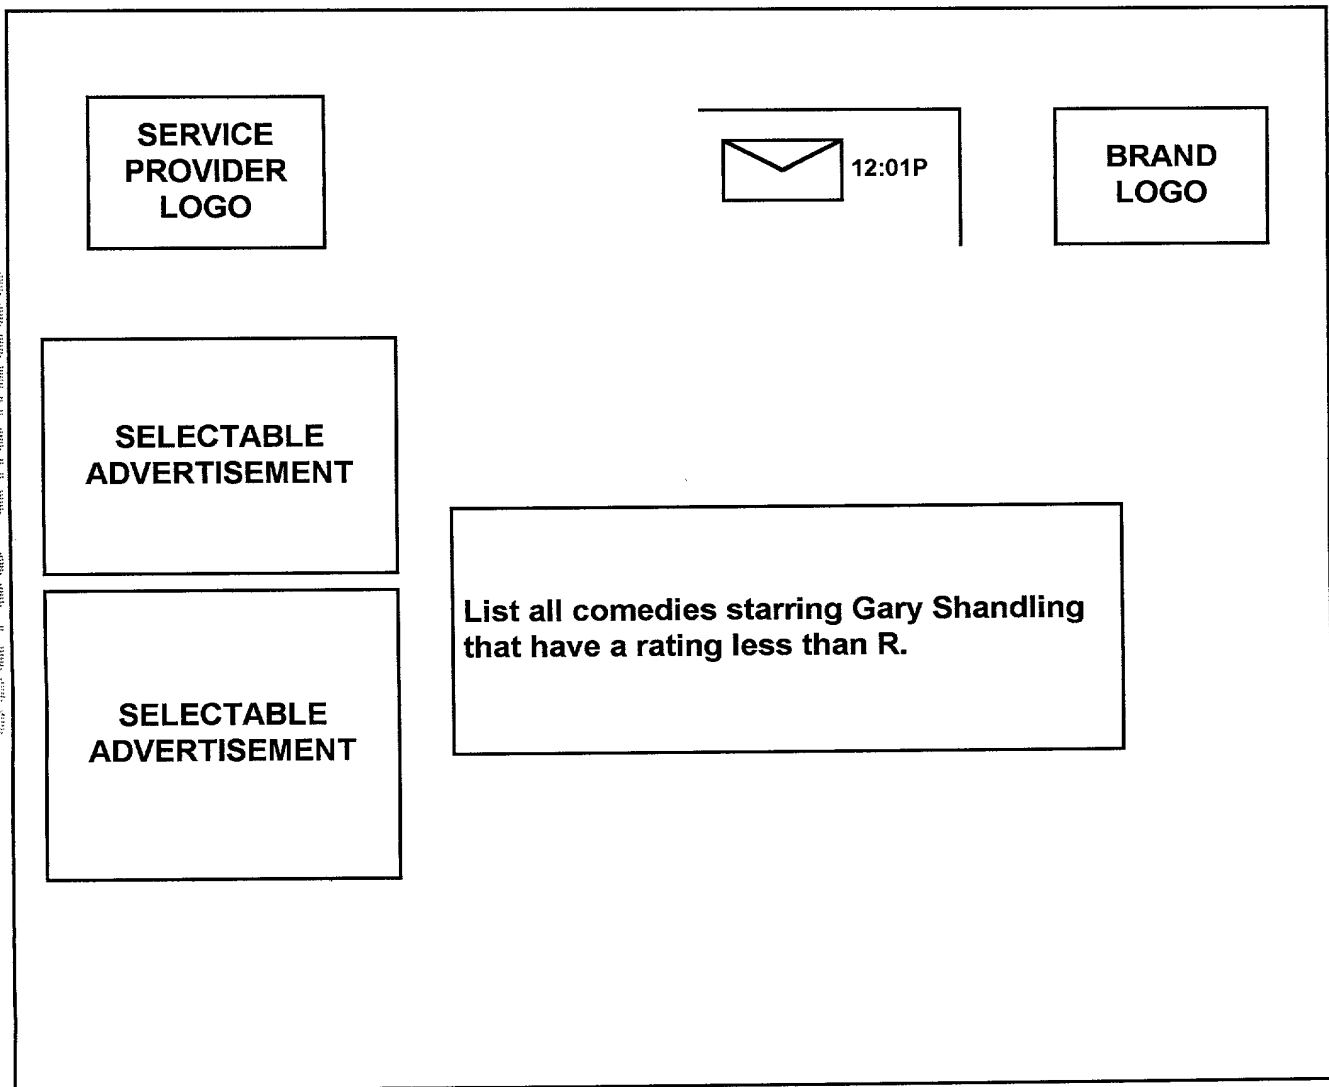 SERVICE
PROVIDER
LOGO
12:01P
BRAND
LOGO
SELECTABLE
ADVERTISEMENT
List all comedies starring Gary Shandling
that have a rating less than R.
SELECTABLE
ADVERTISEMENT